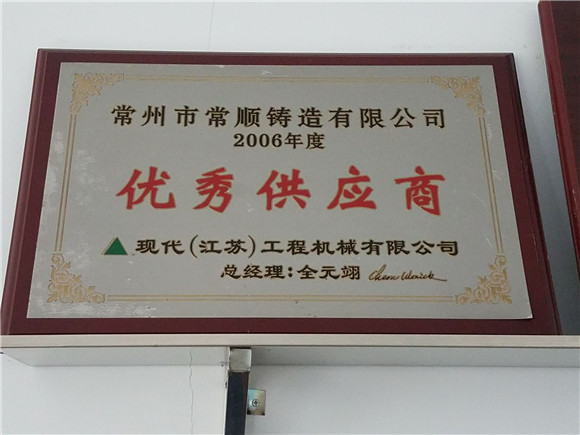 常州市常顺铸造有限公司
2006年度
优秀供应商
现代(江苏)工程机械有限公司
总经理:全元翊